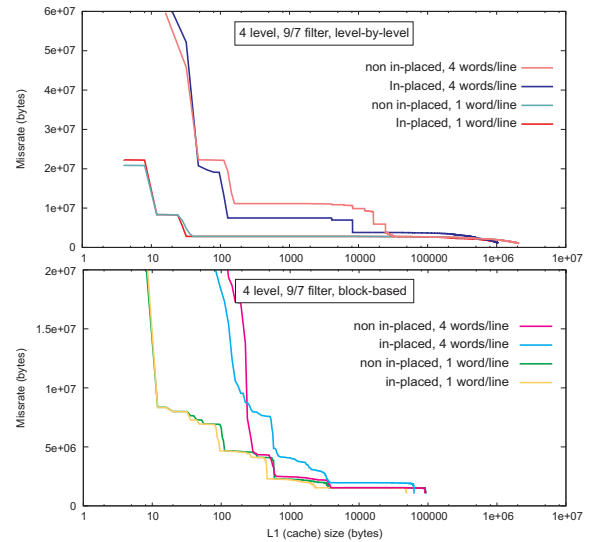 4 level, 9/7 filter, level-by-level
non in-placed, 4 words/line
In-placed, 4 words/line
non in-placed, 1 word/line
In-placed, 1 word/line
Missrate (bytes)
6e+07
5e+07
4e+07
3e+07
2e+07
1e+07
0
1 10 100 1000 10000 100000 1e+06 1e+07
4 level, 9/7 filter, block-based
non in-placed, 4 words/line
in-placed, 4 words/line
non in-placed, 1 word/line
in-placed, 1 word/line
Missrate (bytes)
2e+07
1.5e+07
1e+07
5e+06
0
1 10 100 1000 10000 100000 1e+06 1e+07
L1 (cache) size (bytes)